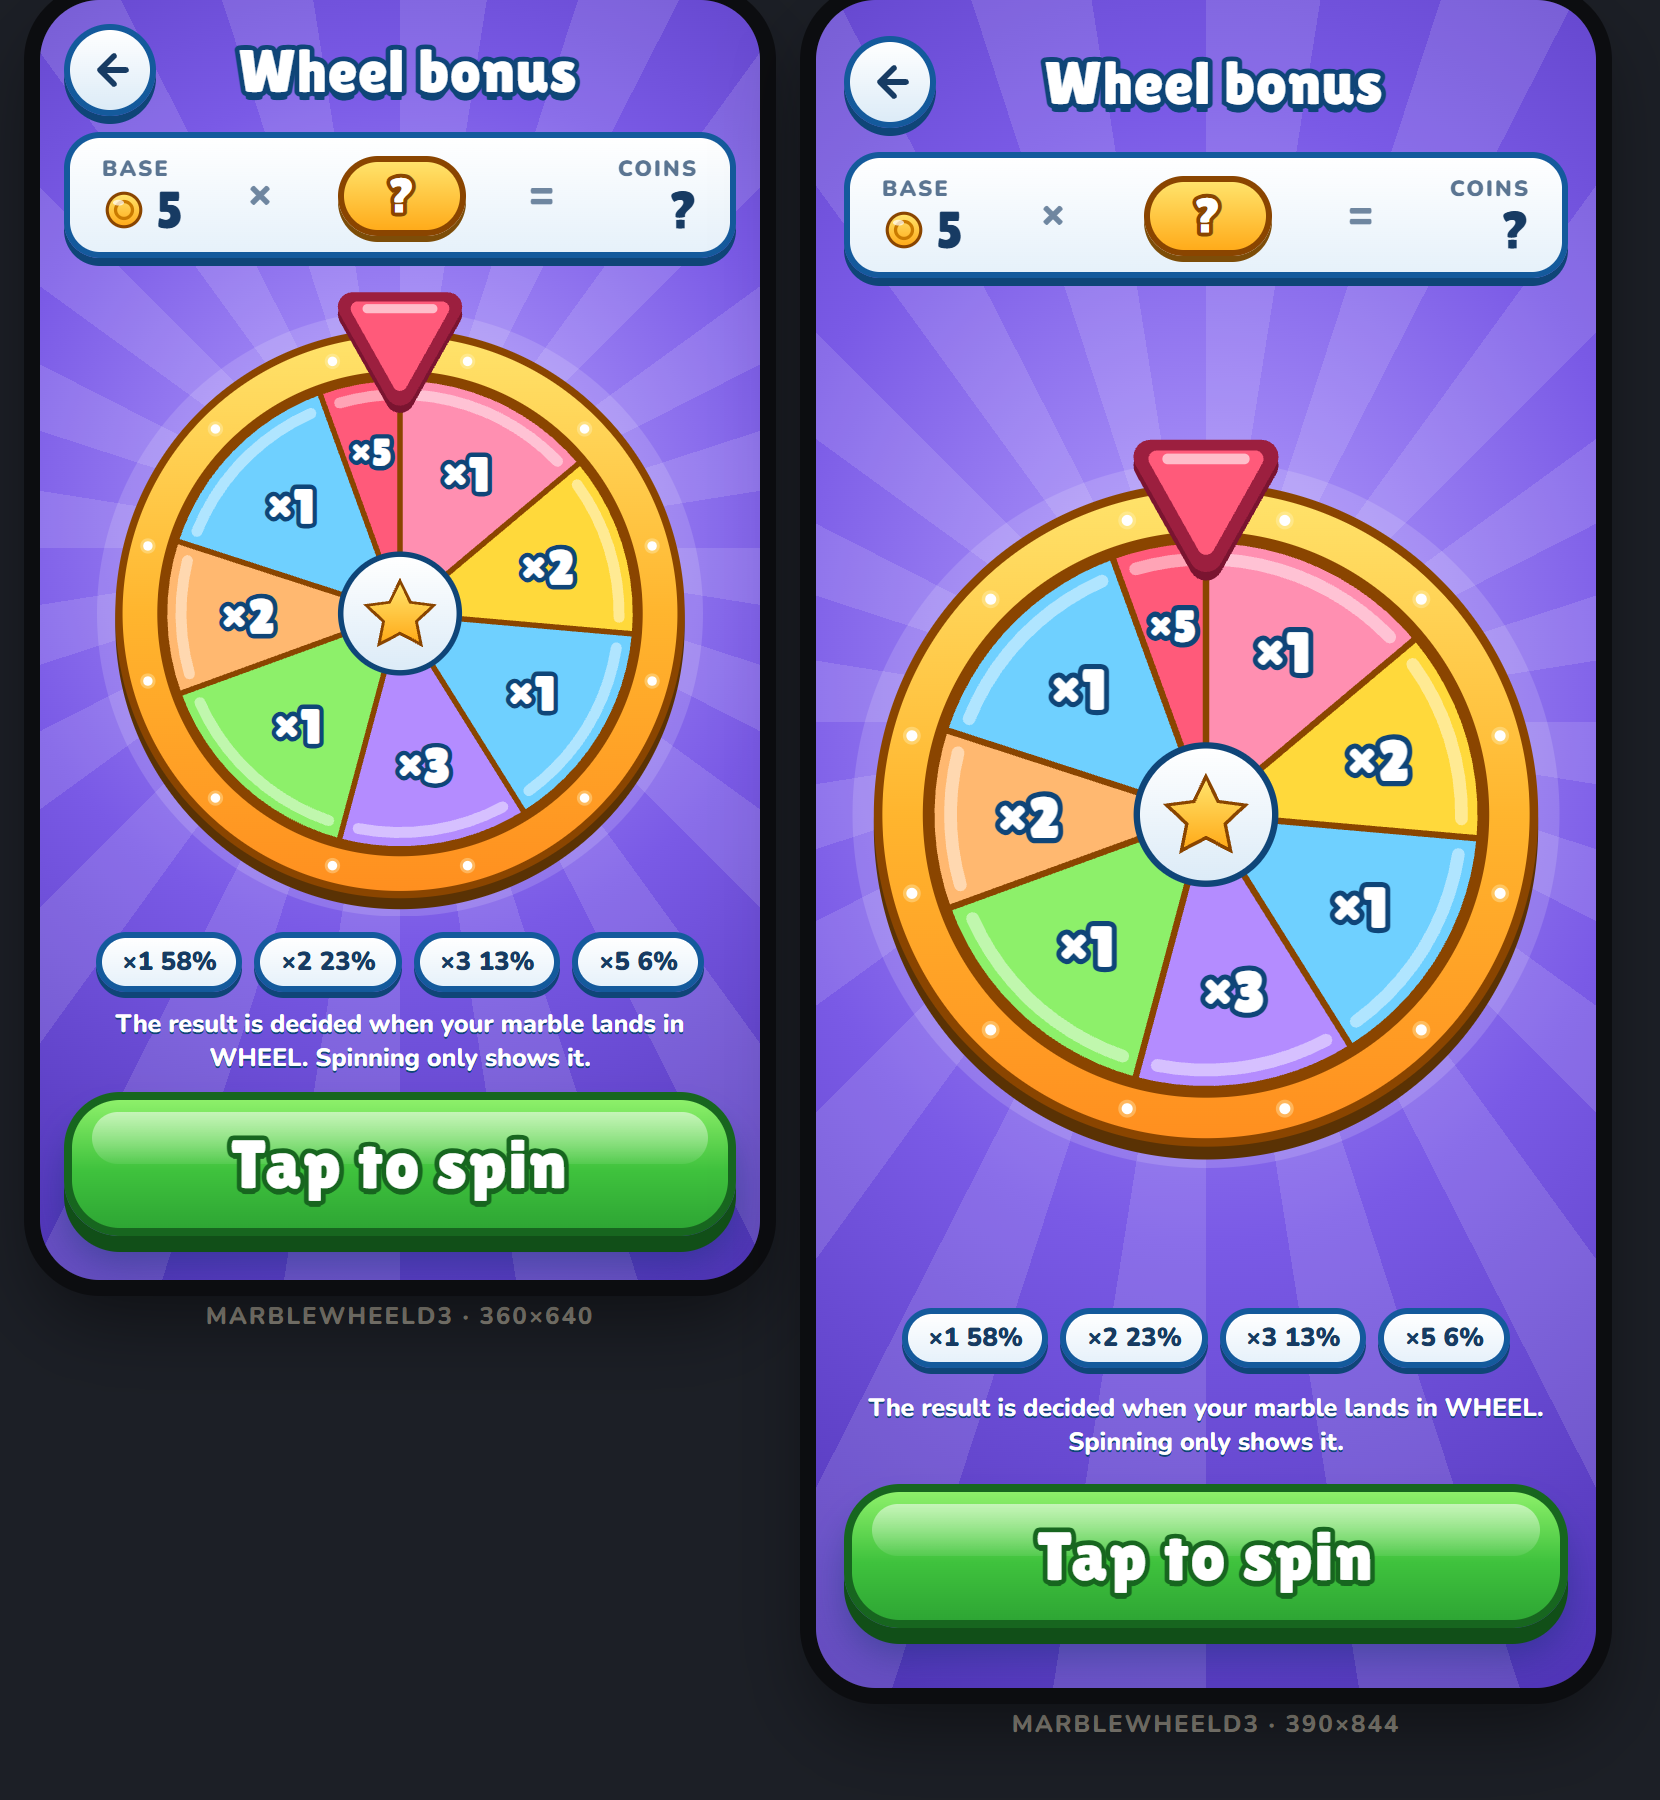 Wheel bonus
BASE
5
×
?
=
COINS
?
×5
×1
×2
×1
×3
×1
×2
×1
×1 58%
×2 23%
×3 13%
×5 6%
The result is decided when your marble lands in
WHEEL. Spinning only shows it.
Tap to spin
MARBLEWHEELD3 · 360×640
Wheel bonus
BASE
5
×
?
=
COINS
?
×5
×1
×2
×1
×3
×1
×2
×1
×1 58%
×2 23%
×3 13%
×5 6%
The result is decided when your marble lands in WHEEL.
Spinning only shows it.
Tap to spin
MARBLEWHEELD3 · 390×844